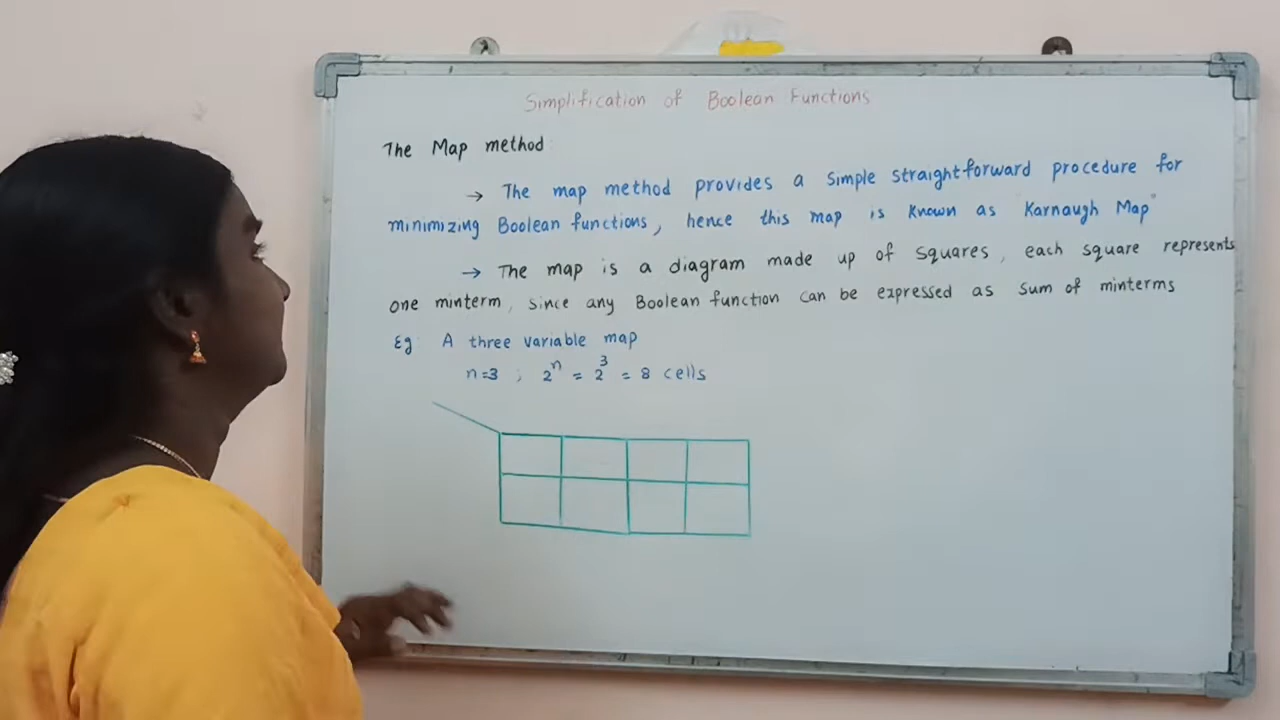 Simplification of Boolean Functions
The Map method:
→ The map method provides a simple straightforward procedure for
minimizing Boolean functions, hence this map is known as "Karnaugh Map"
→ The map is a diagram made up of squares, each square represents
one minterm, since any Boolean function can be expressed as sum of minterms
Eg: A three variable map
n=3 ; 2^n = 2^3 = 8 cells